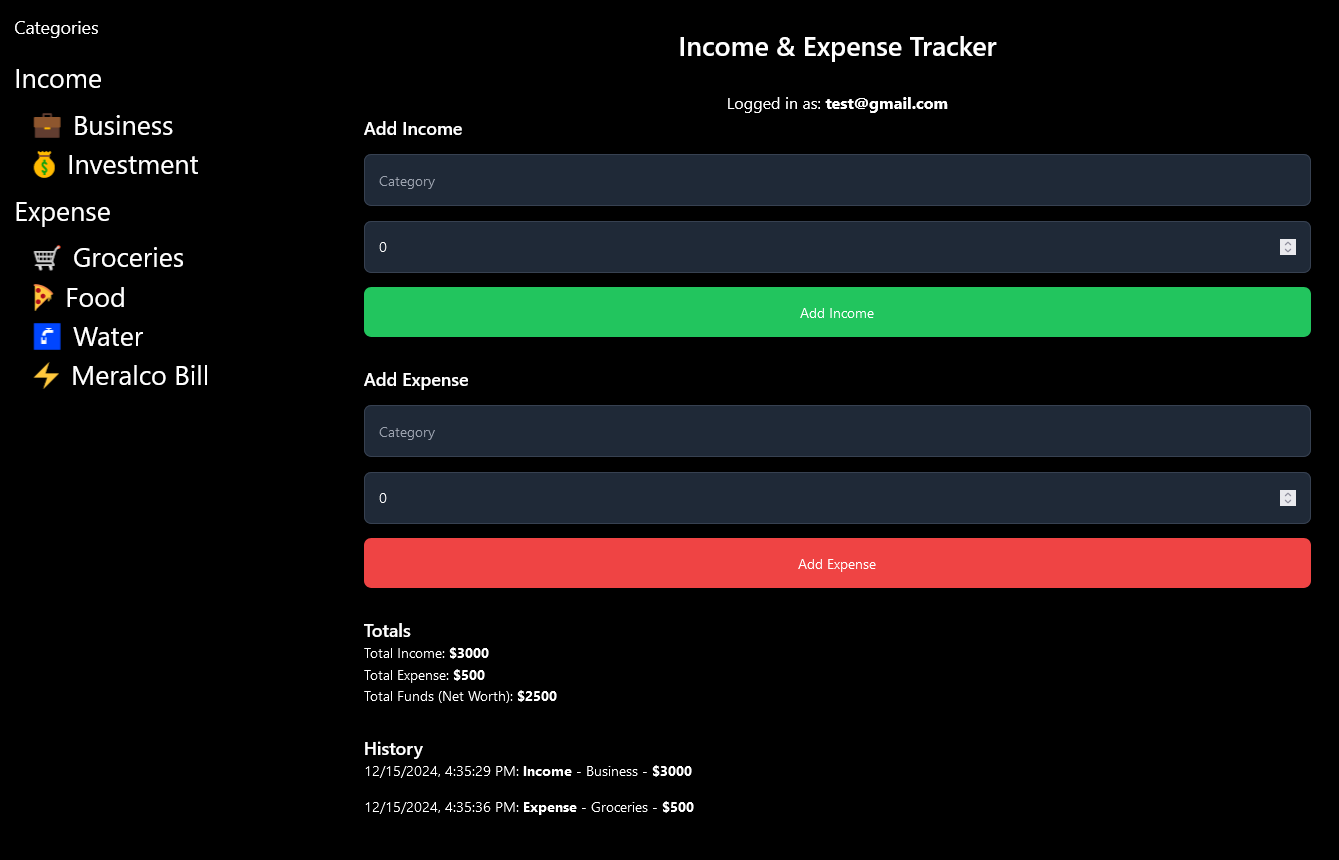 Categories
Income
Business
Investment
Expense
Groceries
Food
Water
Meralco Bill
Income & Expense Tracker
Logged in as: test@gmail.com
Add Income
Category
0
Add Income
Add Expense
Category
0
Add Expense
Totals
Total Income: $3000
Total Expense: $500
Total Funds (Net Worth): $2500
History
12/15/2024, 4:35:29 PM: Income - Business - $3000
12/15/2024, 4:35:36 PM: Expense - Groceries - $500